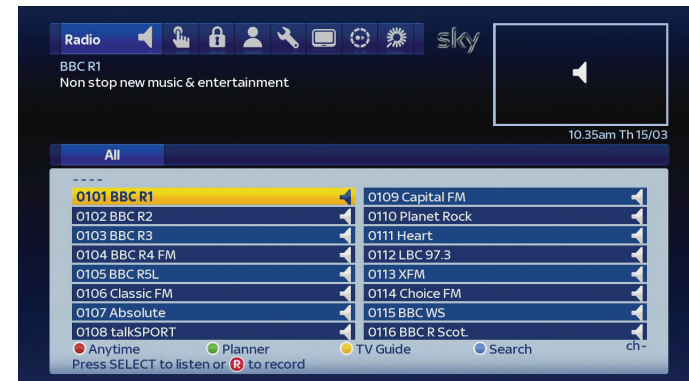 Radio
sky
BBC R1
Non stop new music & entertainment
10.35am Th 15/03
All
----
0101 BBC R1
0102 BBC R2
0103 BBC R3
0104 BBC R4 FM
0105 BBC R5L
0106 Classic FM
0107 Absolute
0108 talkSPORT
0109 Capital FM
0110 Planet Rock
0111 Heart
0112 LBC 97.3
0113 XFM
0114 Choice FM
0115 BBC WS
0116 BBC R Scot.
Anytime Planner TV Guide Search ch-
Press SELECT to listen or R to record